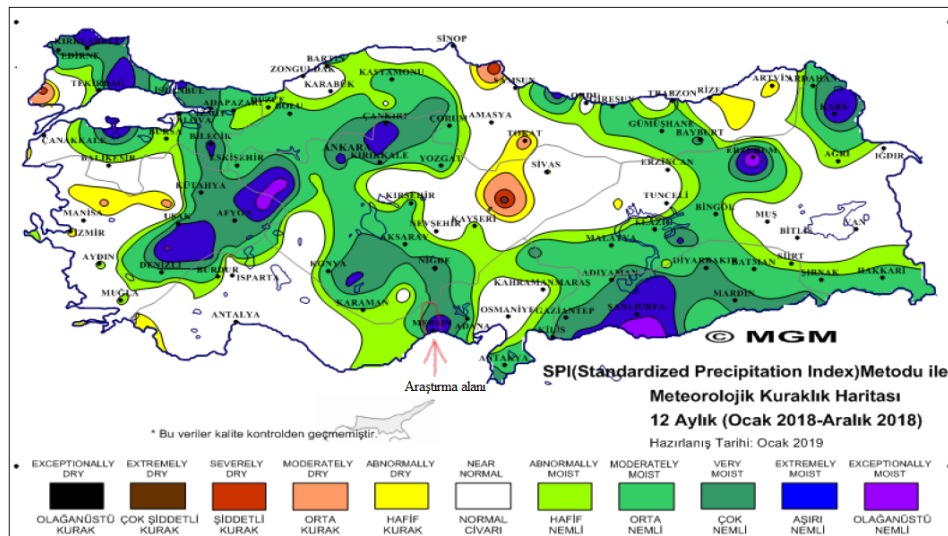 SİNOP
KIRKLARELİ
BARTIN
EDİRNE
ZONGULDAK
KASTAMONU
ARTVİN ARDAHAN
TEKİRDAĞ
İSTANBUL
KARABÜK
SAMSUN
ORDU
GİRESUN
TRABZON
RİZE
ADAPAZARI
DÜZCE
BOLU
KARS
YALOVA
İZMİT
ÇANKIRI
ÇORUM
AMASYA
GÜMÜŞHANE
BAYBURT
ÇANAKKALE
BURSA
BİLECİK
TOKAT
ANKARA
ERZURUM
BALIKESİR
ESKİŞEHİR
KIRIKKALE
YOZGAT
SİVAS
ERZİNCAN
AĞRI
IĞDIR
KÜTAHYA
KIRŞEHİR
TUNCELİ
MANİSA
UŞAK
AFYON
NEVŞEHİR
KAYSERİ
BİNGÖL
MUŞ
VAN
İZMİR
ELAZIĞ
BİTLİS
AKSARAY
MALATYA
AYDIN
DENİZLİ
BURDUR
ISPARTA
KONYA
NİĞDE
ADIYAMAN
DİYARBAKIR
BATMAN
SİİRT
ŞIRNAK
HAKKARİ
MUĞLA
KAHRAMANMARAŞ
MARDİN
KARAMAN
ANTALYA
MERSİN
ADANA
OSMANİYE
GAZİANTEP
ŞANLIURFA
KİLİS
© MGM
ANTAKYA
SPI(Standardized Precipitation Index)Metodu ile
Araştırma alanı
Meteorolojik Kuraklık Haritası
12 Aylık (Ocak 2018-Aralık 2018)
* Bu veriler kalite kontrolden geçmemiştir.
Hazırlanış Tarihi: Ocak 2019
EXCEPTIONALLY DRY
EXTREMELY DRY
SEVERELY DRY
MODERATELY DRY
ABNORMALLY DRY
NEAR NORMAL
ABNORMALLY MOIST
MODERATELY MOIST
VERY MOIST
EXTREMELY MOIST
EXCEPTIONALLY MOIST
OLAĞANÜSTÜ KURAK
ÇOK ŞİDDETLİ KURAK
ŞİDDETLİ KURAK
ORTA KURAK
HAFİF KURAK
NORMAL CİVARI
HAFİF NEMLİ
ORTA NEMLİ
ÇOK NEMLİ
AŞIRI NEMLİ
OLAĞANÜSTÜ NEMLİ